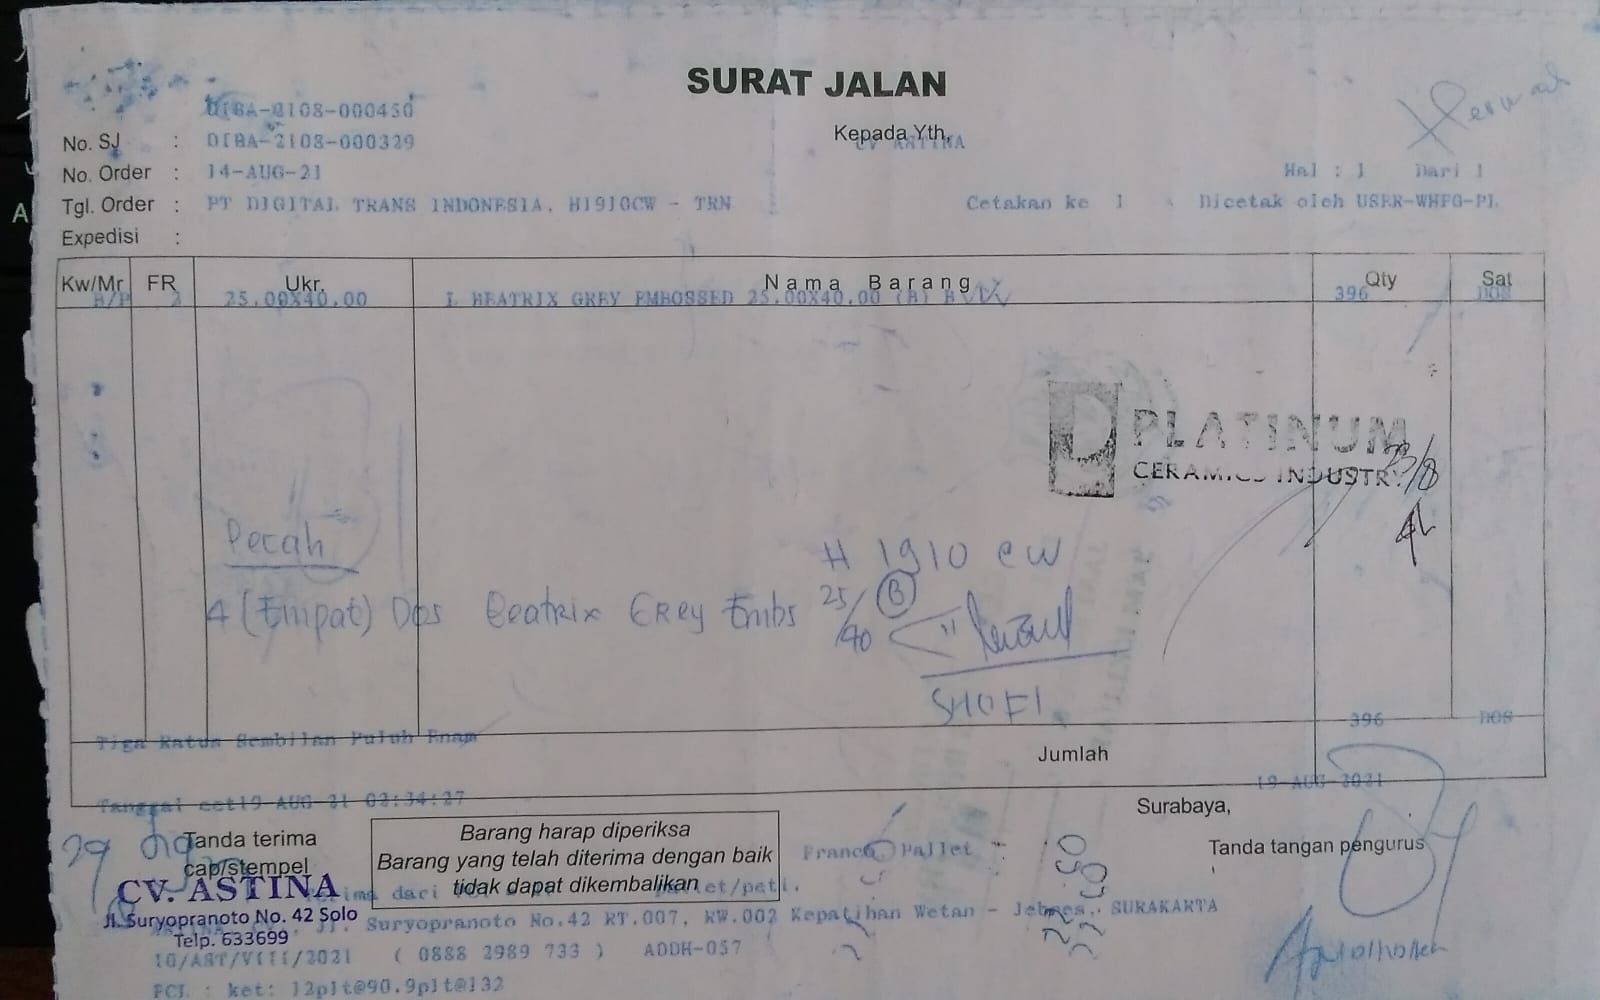 SURAT JALAN
DIBA-2108-000450
No. SJ : DIBA-2108-000329
Kepada Yth,
CV ASTINA
No. Order : 14-AUG-21
Hal : 1 Dari 1
Tgl. Order : PT DIGITAL TRANS INDONESIA, H1910CW - TRN
Cetakan ke 1 Dicetak oleh USER-WHFG-PL
Expedisi :
Kw/Mr FR Ukr. Nama Barang Qty Sat
B/P 2 25.00X40.00 I. BEATRIX GREY EMBOSSED 25.00X40.00 (B) B 396 DOS
PLATINUM
CERAMICS INDUSTRY
23/8
Pecah
H 1910 CW
4 (Empat) Dos Beatrix Grey Embs 25/40 B
SHOFI
396 DOS
Tiga Ratus Sembilan Puluh Enam
Jumlah
19-AUG-2021
Tanggal cet19-AUG-21 02:34:27
Surabaya,
Tanda terima
cap/stempel
Barang harap diperiksa
Barang yang telah diterima dengan baik
tidak dapat dikembalikan
Franco Pallet :
Tanda tangan pengurus
CV. ASTINA
Jl. Suryopranoto No. 42 Solo
Telp. 633699
dari pallet/peti.
Jl. Suryopranoto No.42 RT.007, RW.002 Kepatihan Wetan - Jebres, SURAKARTA
10/AST/VIII/2021 ( 0888 2989 733 ) ADDH-057
PCL : ket: 12plt@90.9plt@132